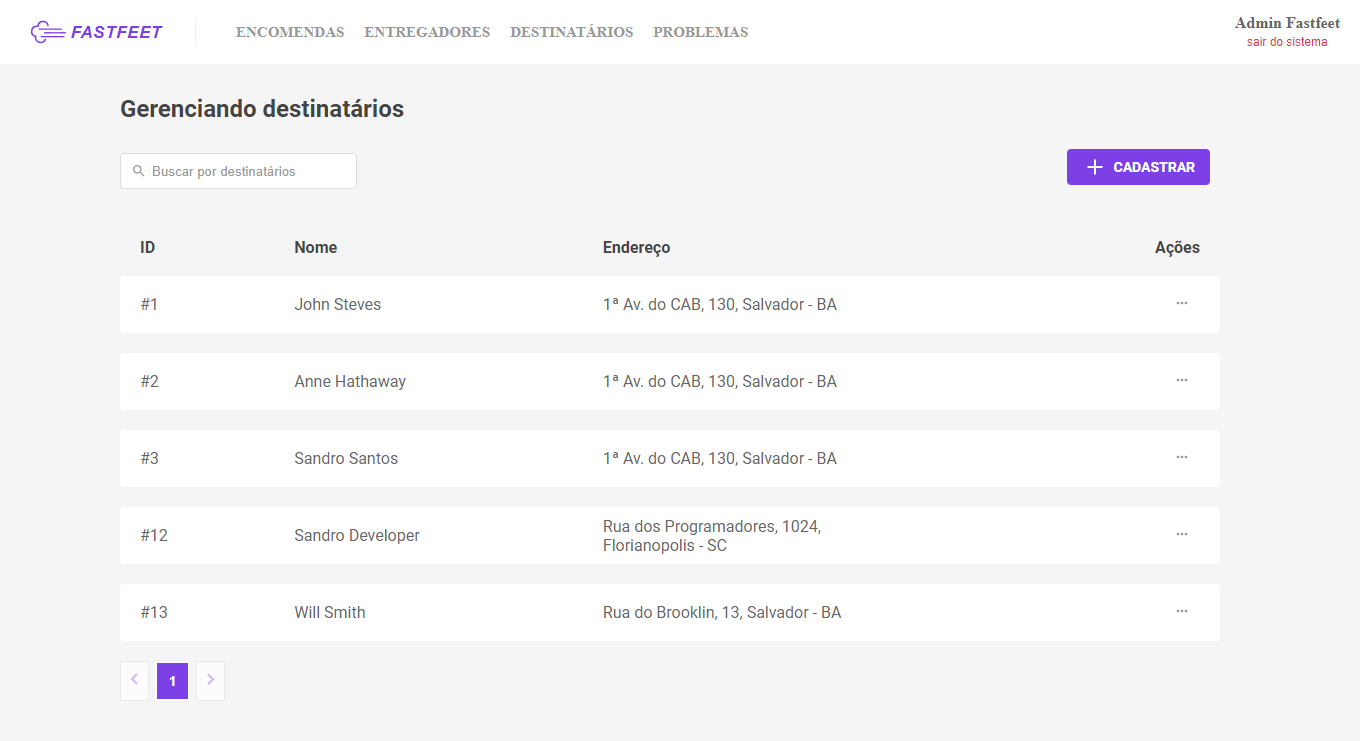 FASTFEET
ENCOMENDAS ENTREGADORES DESTINATÁRIOS PROBLEMAS
Admin Fastfeet
sair do sistema
Gerenciando destinatários
Buscar por destinatários
CADASTRAR
ID Nome Endereço Ações
#1 John Steves 1ª Av. do CAB, 130, Salvador - BA ...
#2 Anne Hathaway 1ª Av. do CAB, 130, Salvador - BA ...
#3 Sandro Santos 1ª Av. do CAB, 130, Salvador - BA ...
#12 Sandro Developer Rua dos Programadores, 1024,
Florianopolis - SC ...
#13 Will Smith Rua do Brooklin, 13, Salvador - BA ...
1